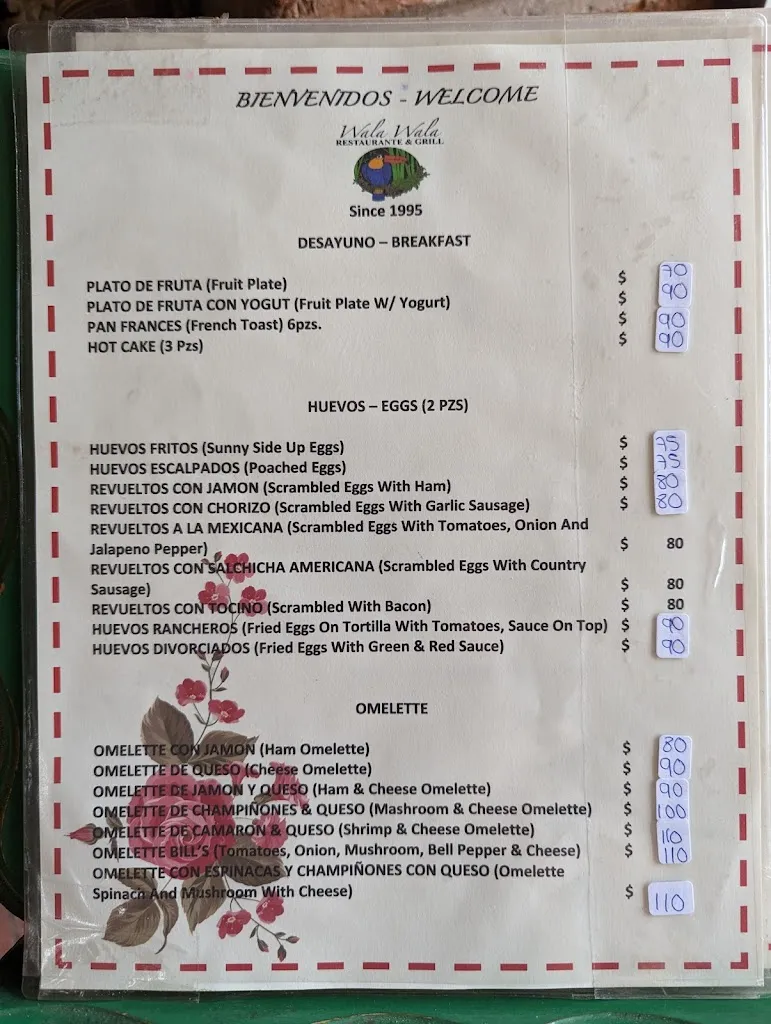 BIENVENIDOS - WELCOME
Wala Wala
RESTAURANTE & GRILL
Since 1995
DESAYUNO – BREAKFAST
PLATO DE FRUTA (Fruit Plate) $ 70
PLATO DE FRUTA CON YOGUT (Fruit Plate W/ Yogurt) $ 90
PAN FRANCES (French Toast) 6pzs. $ 90
HOT CAKE (3 Pzs) $ 90
HUEVOS – EGGS (2 PZS)
HUEVOS FRITOS (Sunny Side Up Eggs) $ 75
HUEVOS ESCALPADOS (Poached Eggs) $ 75
REVUELTOS CON JAMON (Scrambled Eggs With Ham) $ 80
REVUELTOS CON CHORIZO (Scrambled Eggs With Garlic Sausage) $ 80
REVUELTOS A LA MEXICANA (Scrambled Eggs With Tomatoes, Onion And
Jalapeno Pepper) $ 80
REVUELTOS CON SALCHICHA AMERICANA (Scrambled Eggs With Country
Sausage) $ 80
REVUELTOS CON TOCINO (Scrambled With Bacon) $ 80
HUEVOS RANCHEROS (Fried Eggs On Tortilla With Tomatoes, Sauce On Top) $ 90
HUEVOS DIVORCIADOS (Fried Eggs With Green & Red Sauce) $ 90
OMELETTE
OMELETTE CON JAMON (Ham Omelette) $ 80
OMELETTE DE QUESO (Cheese Omelette) $ 90
OMELETTE DE JAMON Y QUESO (Ham & Cheese Omelette) $ 90
OMELETTE DE CHAMPIÑONES & QUESO (Mashroom & Cheese Omelette) $ 100
OMELETTE DE CAMARON & QUESO (Shrimp & Cheese Omelette) $ 110
OMELETTE BILL'S (Tomatoes, Onion, Mushroom, Bell Pepper & Cheese) $ 110
OMELETTE CON ESPINACAS Y CHAMPIÑONES CON QUESO (Omelette
Spinach And Mushroom With Cheese) $ 110